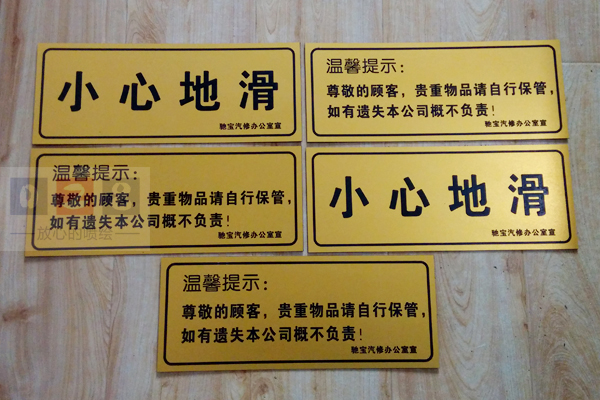 小心地滑
驰宝汽修办公室宣
温馨提示：
尊敬的顾客，贵重物品请自行保管，
如有遗失本公司概不负责！
驰宝汽修办公室宣
温馨提示：
尊敬的顾客，贵重物品请自行保管，
如有遗失本公司概不负责！
驰宝汽修办公室宣
小心地滑
驰宝汽修办公室宣
温馨提示：
尊敬的顾客，贵重物品请自行保管，
如有遗失本公司概不负责！
驰宝汽修办公室宣
放心的喷绘